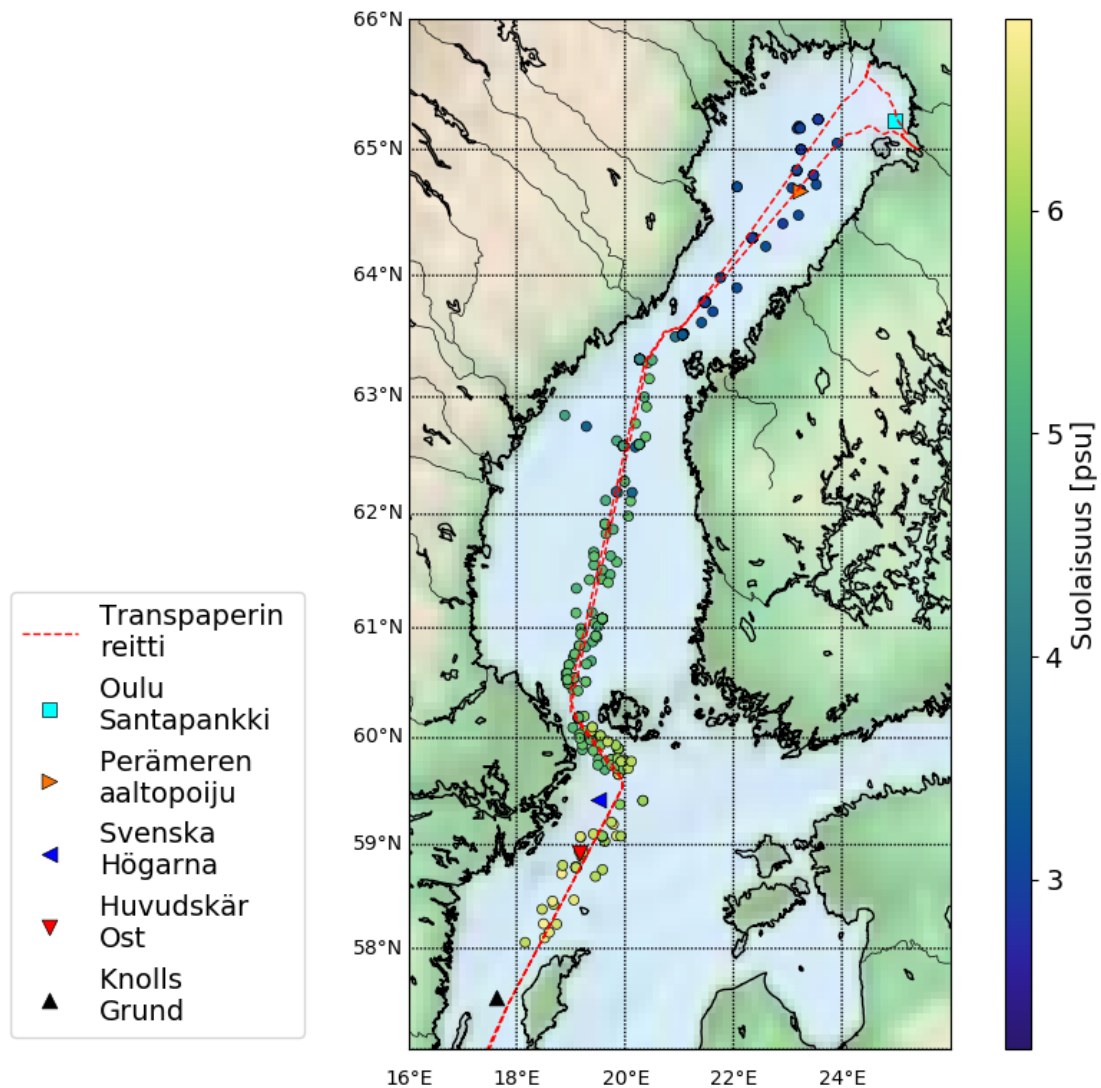 66°N
65°N
64°N
63°N
62°N
61°N
60°N
59°N
58°N
16°E 18°E 20°E 22°E 24°E
6
5
4
3
Suolaisuus [psu]
Transpaperin
reitti
Oulu
Santapankki
Perämeren
aaltopoiju
Svenska
Högarna
Huvudskär
Ost
Knolls
Grund